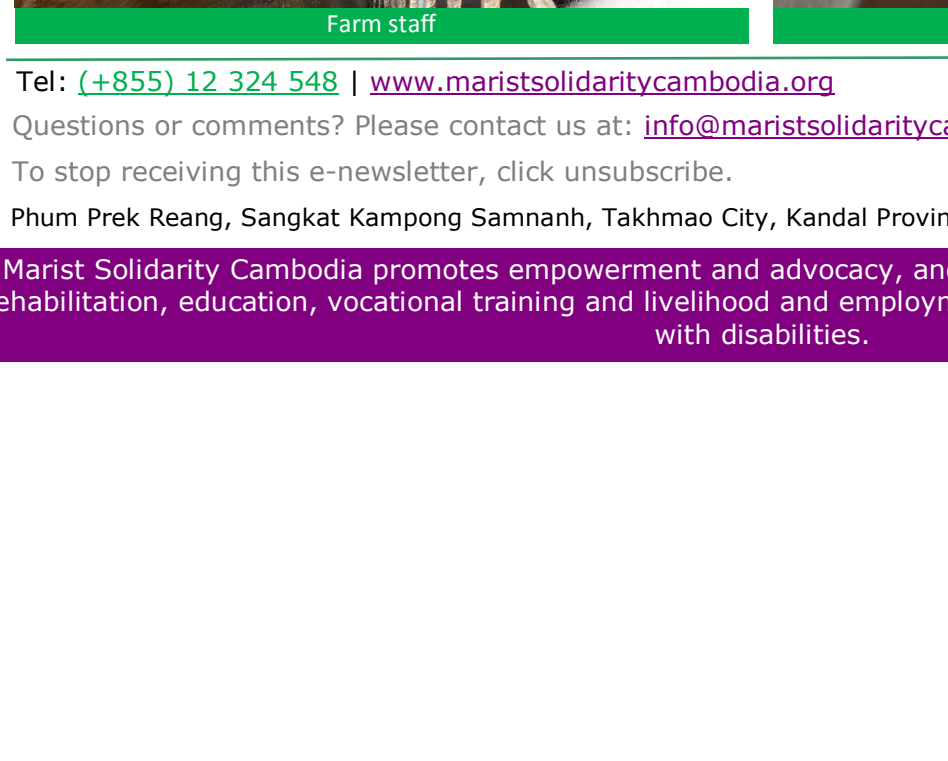 Farm staff
Tel: (+855) 12 324 548 | www.maristsolidaritycambodia.org
Questions or comments? Please contact us at: info@maristsolidarityca
To stop receiving this e-newsletter, click unsubscribe.
Phum Prek Reang, Sangkat Kampong Samnanh, Takhmao City, Kandal Provin
Marist Solidarity Cambodia promotes empowerment and advocacy, and
ehabilitation, education, vocational training and livelihood and employm
with disabilities.